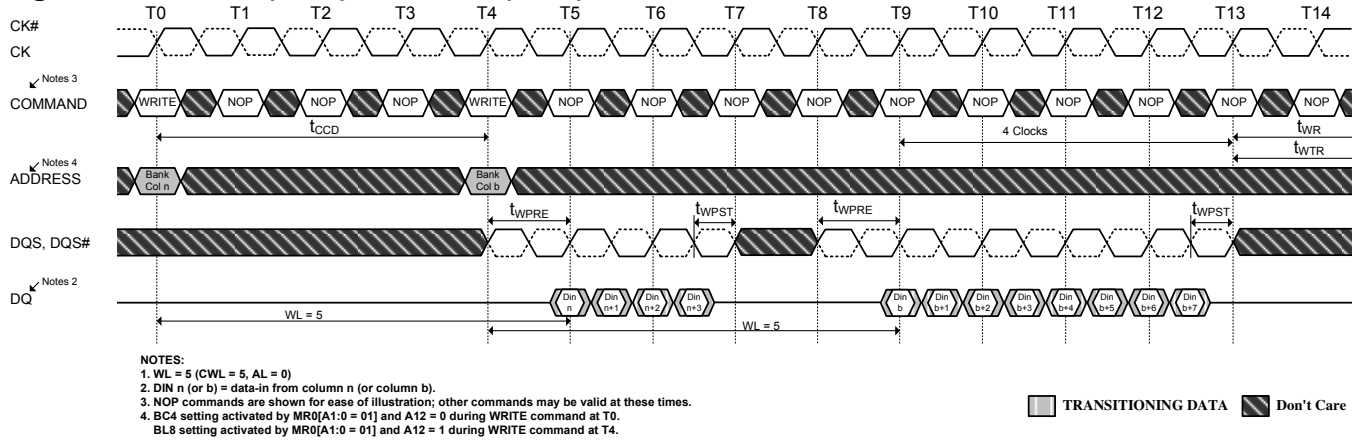 T0 T1 T2 T3 T4 T5 T6 T7 T8 T9 T10 T11 T12 T13 T14
CK#
CK
Notes 3
COMMAND
WRITE NOP NOP NOP WRITE NOP NOP NOP NOP NOP NOP NOP NOP NOP NOP
tCCD
4 Clocks
tWR
tWTR
Notes 4
ADDRESS
Bank
Col n
Bank
Col b
tWPRE tWPST tWPRE tWPST
DQS, DQS#
Notes 2
DQ
Din
n
Din
n+1
Din
n+2
Din
n+3
Din
b
Din
b+1
Din
b+2
Din
b+3
Din
b+4
Din
b+5
Din
b+6
Din
b+7
WL = 5
WL = 5
NOTES:
1. WL = 5 (CWL = 5, AL = 0)
2. DIN n (or b) = data-in from column n (or column b).
3. NOP commands are shown for ease of illustration; other commands may be valid at these times.
4. BC4 setting activated by MR0[A1:0 = 01] and A12 = 0 during WRITE command at T0.
BL8 setting activated by MR0[A1:0 = 01] and A12 = 1 during WRITE command at T4.
TRANSITIONING DATA
Don't Care